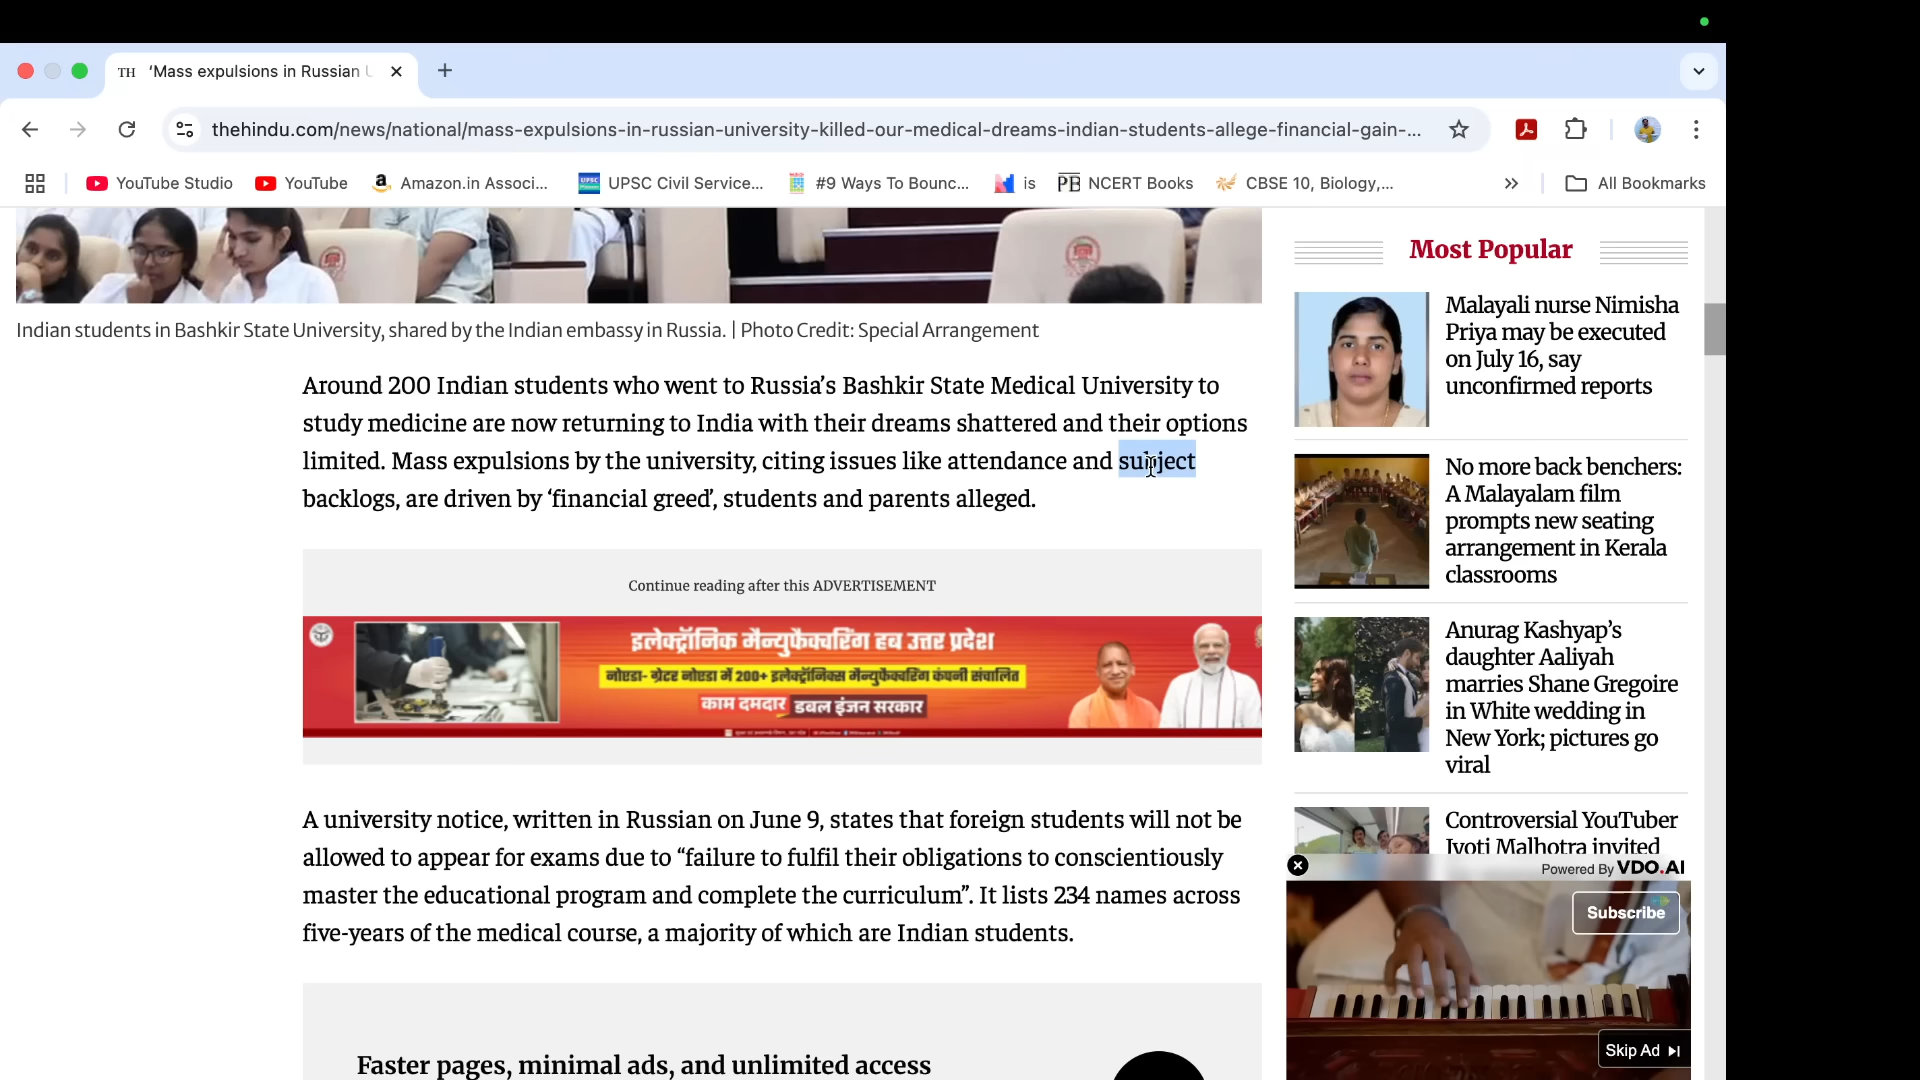 TH 'Mass expulsions in Russian U
thehindu.com/news/national/mass-expulsions-in-russian-university-killed-our-medical-dreams-indian-students-allege-financial-gain-...
YouTube Studio
YouTube
Amazon.in Associ...
UPSC Civil Service...
#9 Ways To Bounc...
is
NCERT Books
CBSE 10, Biology,...
All Bookmarks
Indian students in Bashkir State University, shared by the Indian embassy in Russia. | Photo Credit: Special Arrangement
Around 200 Indian students who went to Russia's Bashkir State Medical University to
study medicine are now returning to India with their dreams shattered and their options
limited. Mass expulsions by the university, citing issues like attendance and subject
backlogs, are driven by 'financial greed', students and parents alleged.
Continue reading after this ADVERTISEMENT
इलेक्ट्रॉनिक मैन्युफैक्चरिंग हब उत्तर प्रदेश
नोएडा- ग्रेटर नोएडा में 200+ इलेक्ट्रॉनिक्स मैन्युफैक्चरिंग कंपनी संचालित
काम दमदार डबल इंजन सरकार
A university notice, written in Russian on June 9, states that foreign students will not be
allowed to appear for exams due to “failure to fulfil their obligations to conscientiously
master the educational program and complete the curriculum”. It lists 234 names across
five-years of the medical course, a majority of which are Indian students.
Faster pages, minimal ads, and unlimited access
Most Popular
Malayali nurse Nimisha
Priya may be executed
on July 16, say
unconfirmed reports
No more back benchers:
A Malayalam film
prompts new seating
arrangement in Kerala
classrooms
Anurag Kashyap's
daughter Aaliyah
marries Shane Gregoire
in White wedding in
New York; pictures go
viral
Controversial YouTuber
Jyoti Malhotra invited
Powered By VDO.AI
Subscribe
Skip Ad